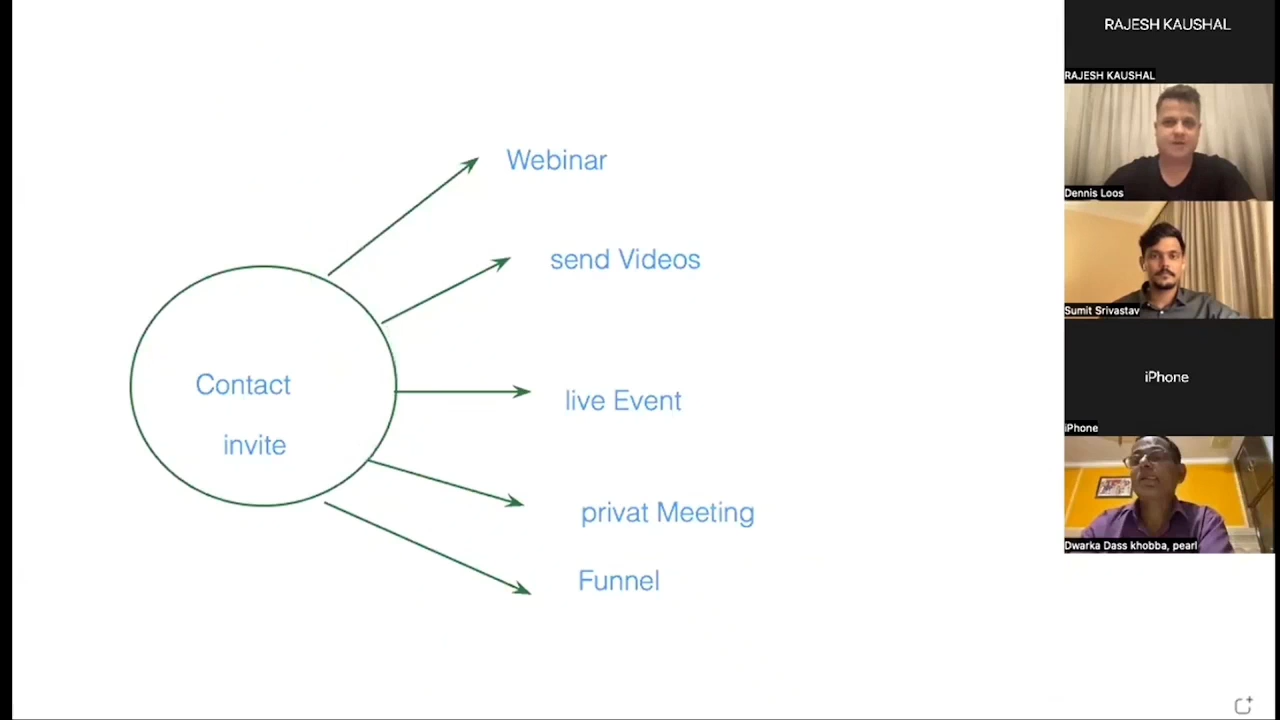 Webinar
send Videos
Contact
invite
live Event
privat Meeting
Funnel
RAJESH KAUSHAL
RAJESH KAUSHAL
Dennis Loos
Sumit Srivastav
iPhone
iPhone
Dwarka Dass khobba, pearl